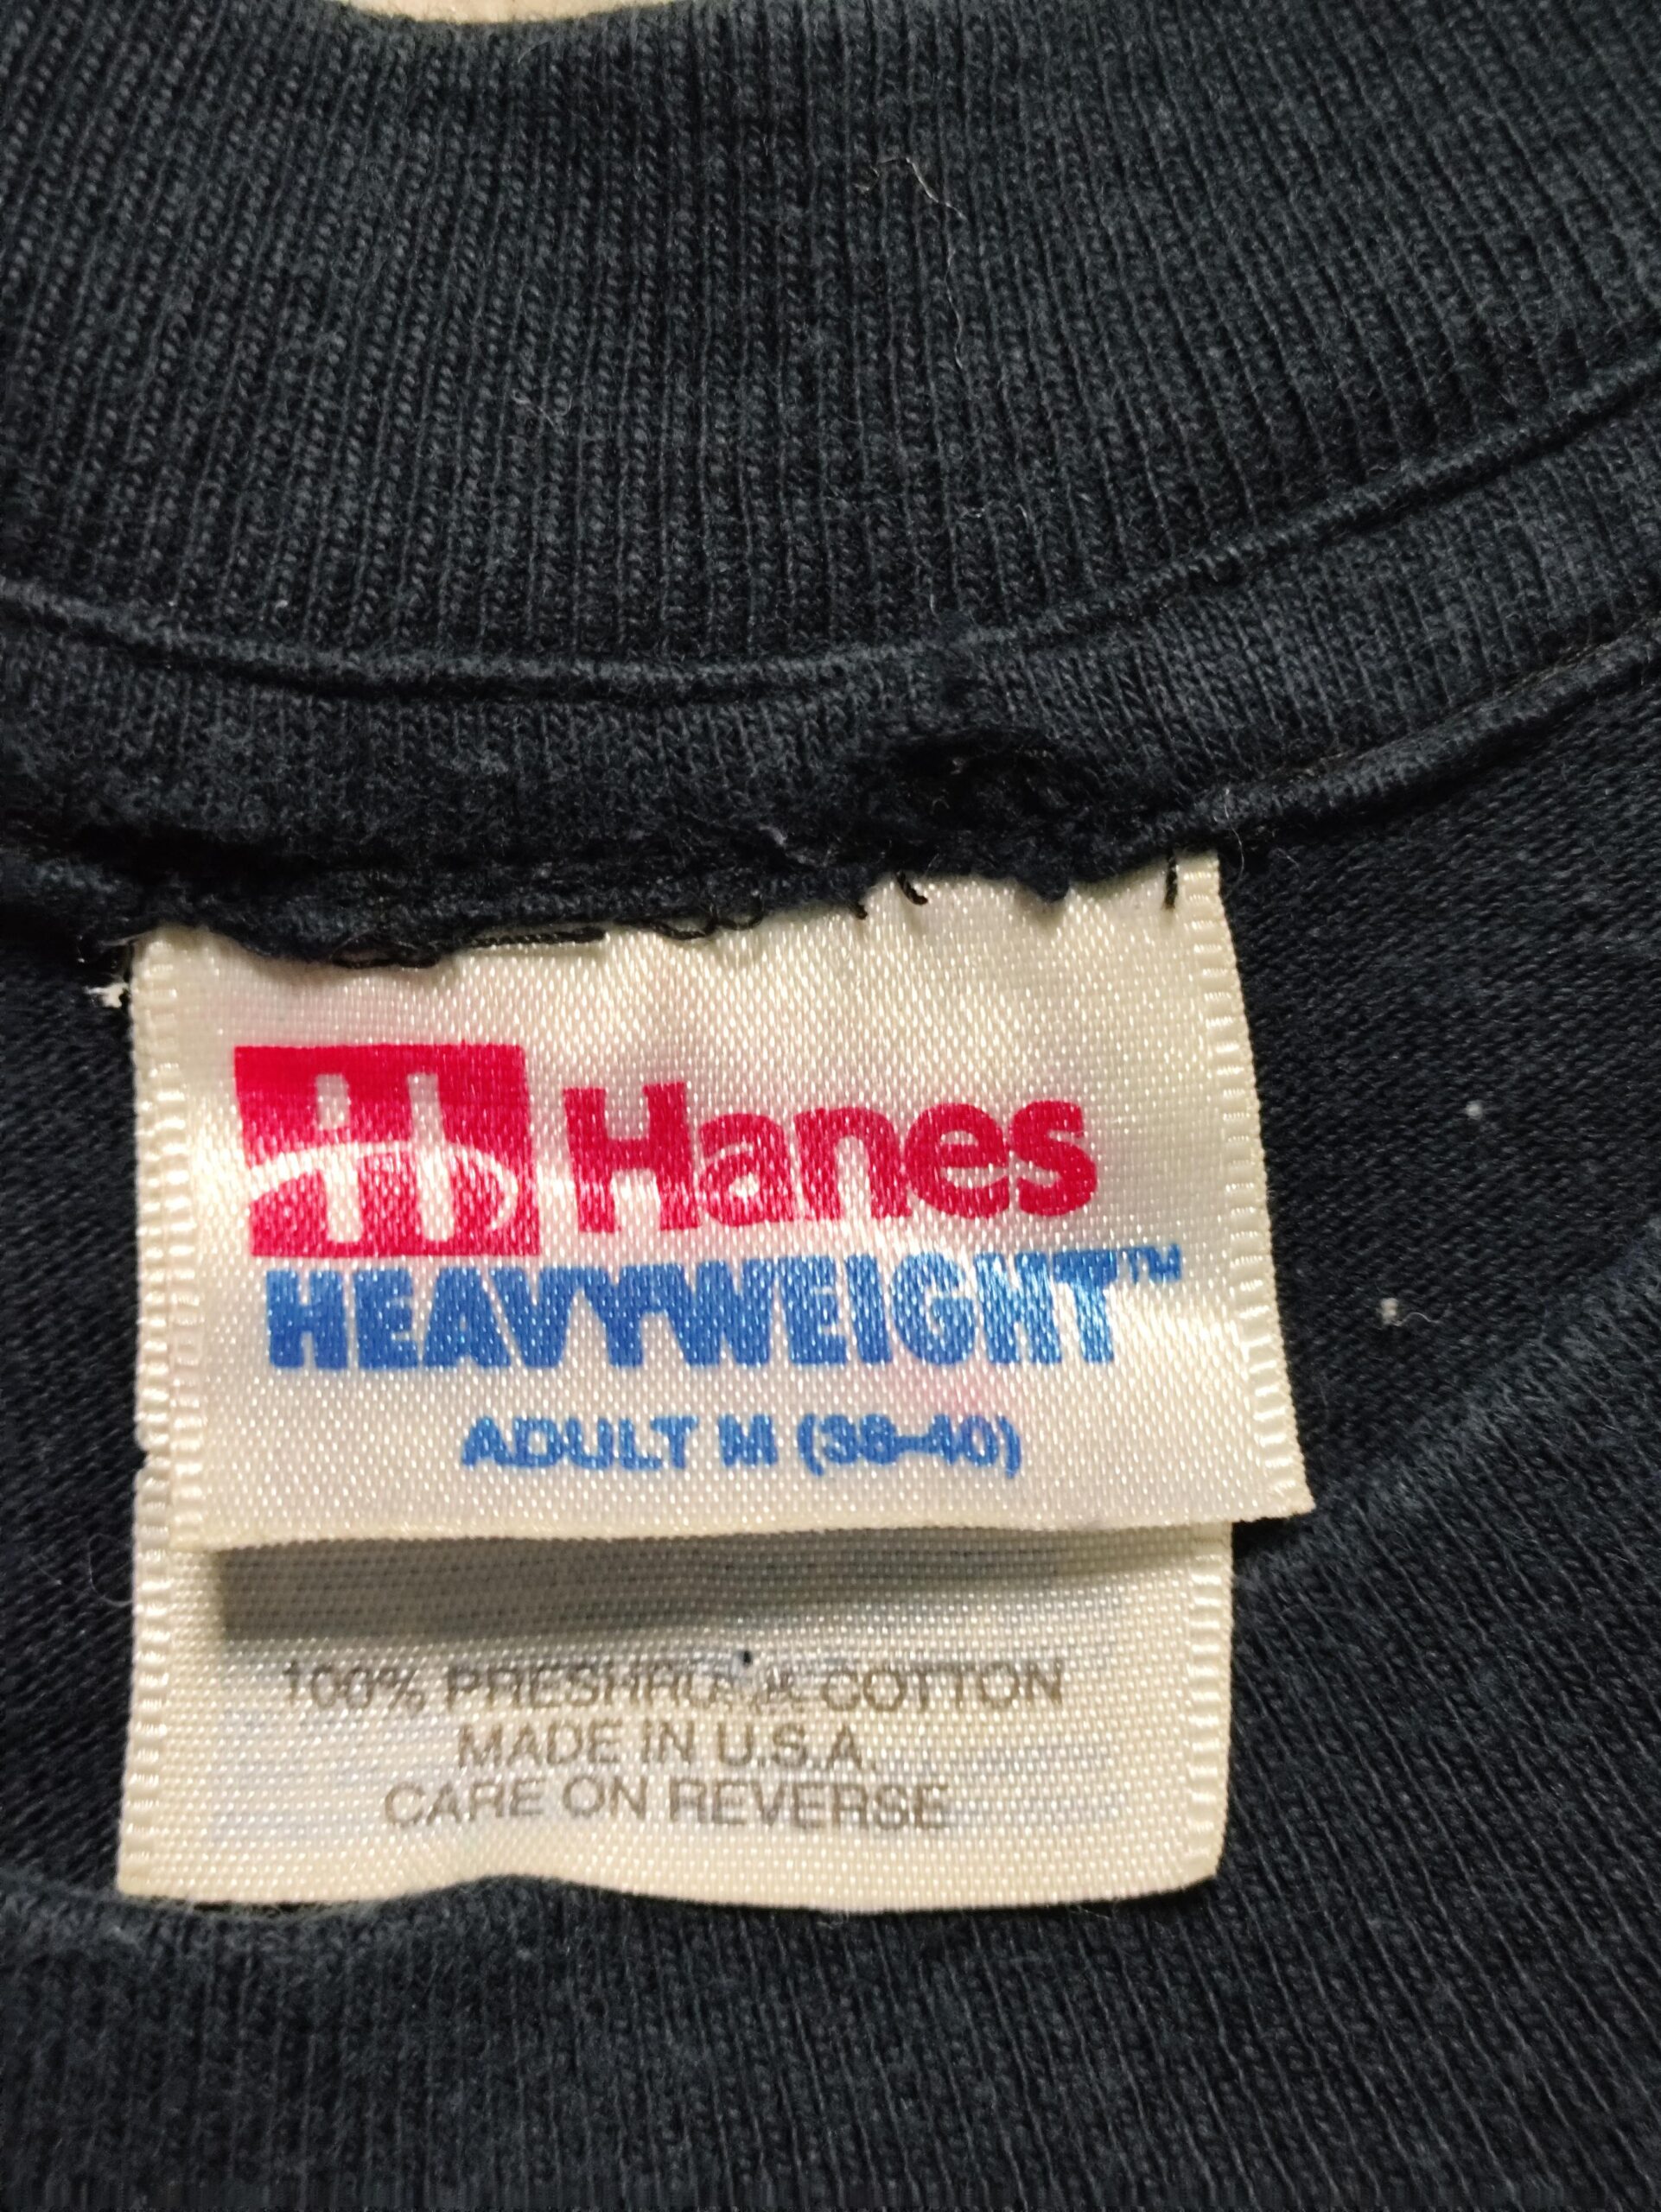 Hanes
HEAVYWEIGHT™
ADULT M (38-40)
100% PRESHRUNK COTTON
MADE IN U.S.A.
CARE ON REVERSE